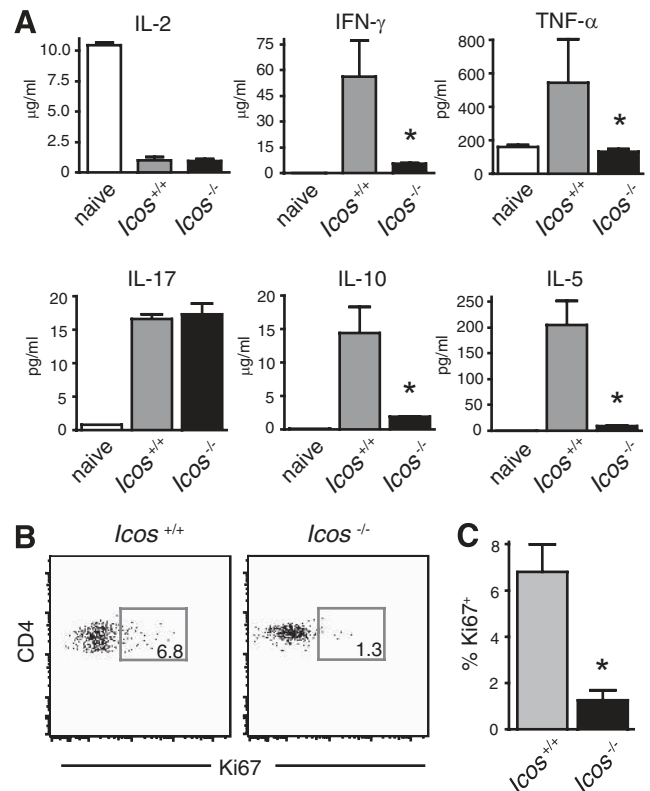 A
IL-2
IFN-γ
TNF-α
μg/ml
10.0
7.5
5.0
2.5
0
naive
Icos+/+
Icos-/-
μg/ml
75
60
45
30
15
0
*
naive
Icos+/+
Icos-/-
pg/ml
800
600
400
200
0
*
naive
Icos+/+
Icos-/-
IL-17
IL-10
IL-5
pg/ml
20
15
10
5
0
naive
Icos+/+
Icos-/-
μg/ml
20
15
10
5
0
*
naive
Icos+/+
Icos-/-
pg/ml
250
200
150
100
50
0
*
naive
Icos+/+
Icos-/-
B
Icos +/+
Icos -/-
CD4
6.8
1.3
Ki67
C
% Ki67+
8
6
4
2
0
*
Icos+/+
Icos-/-